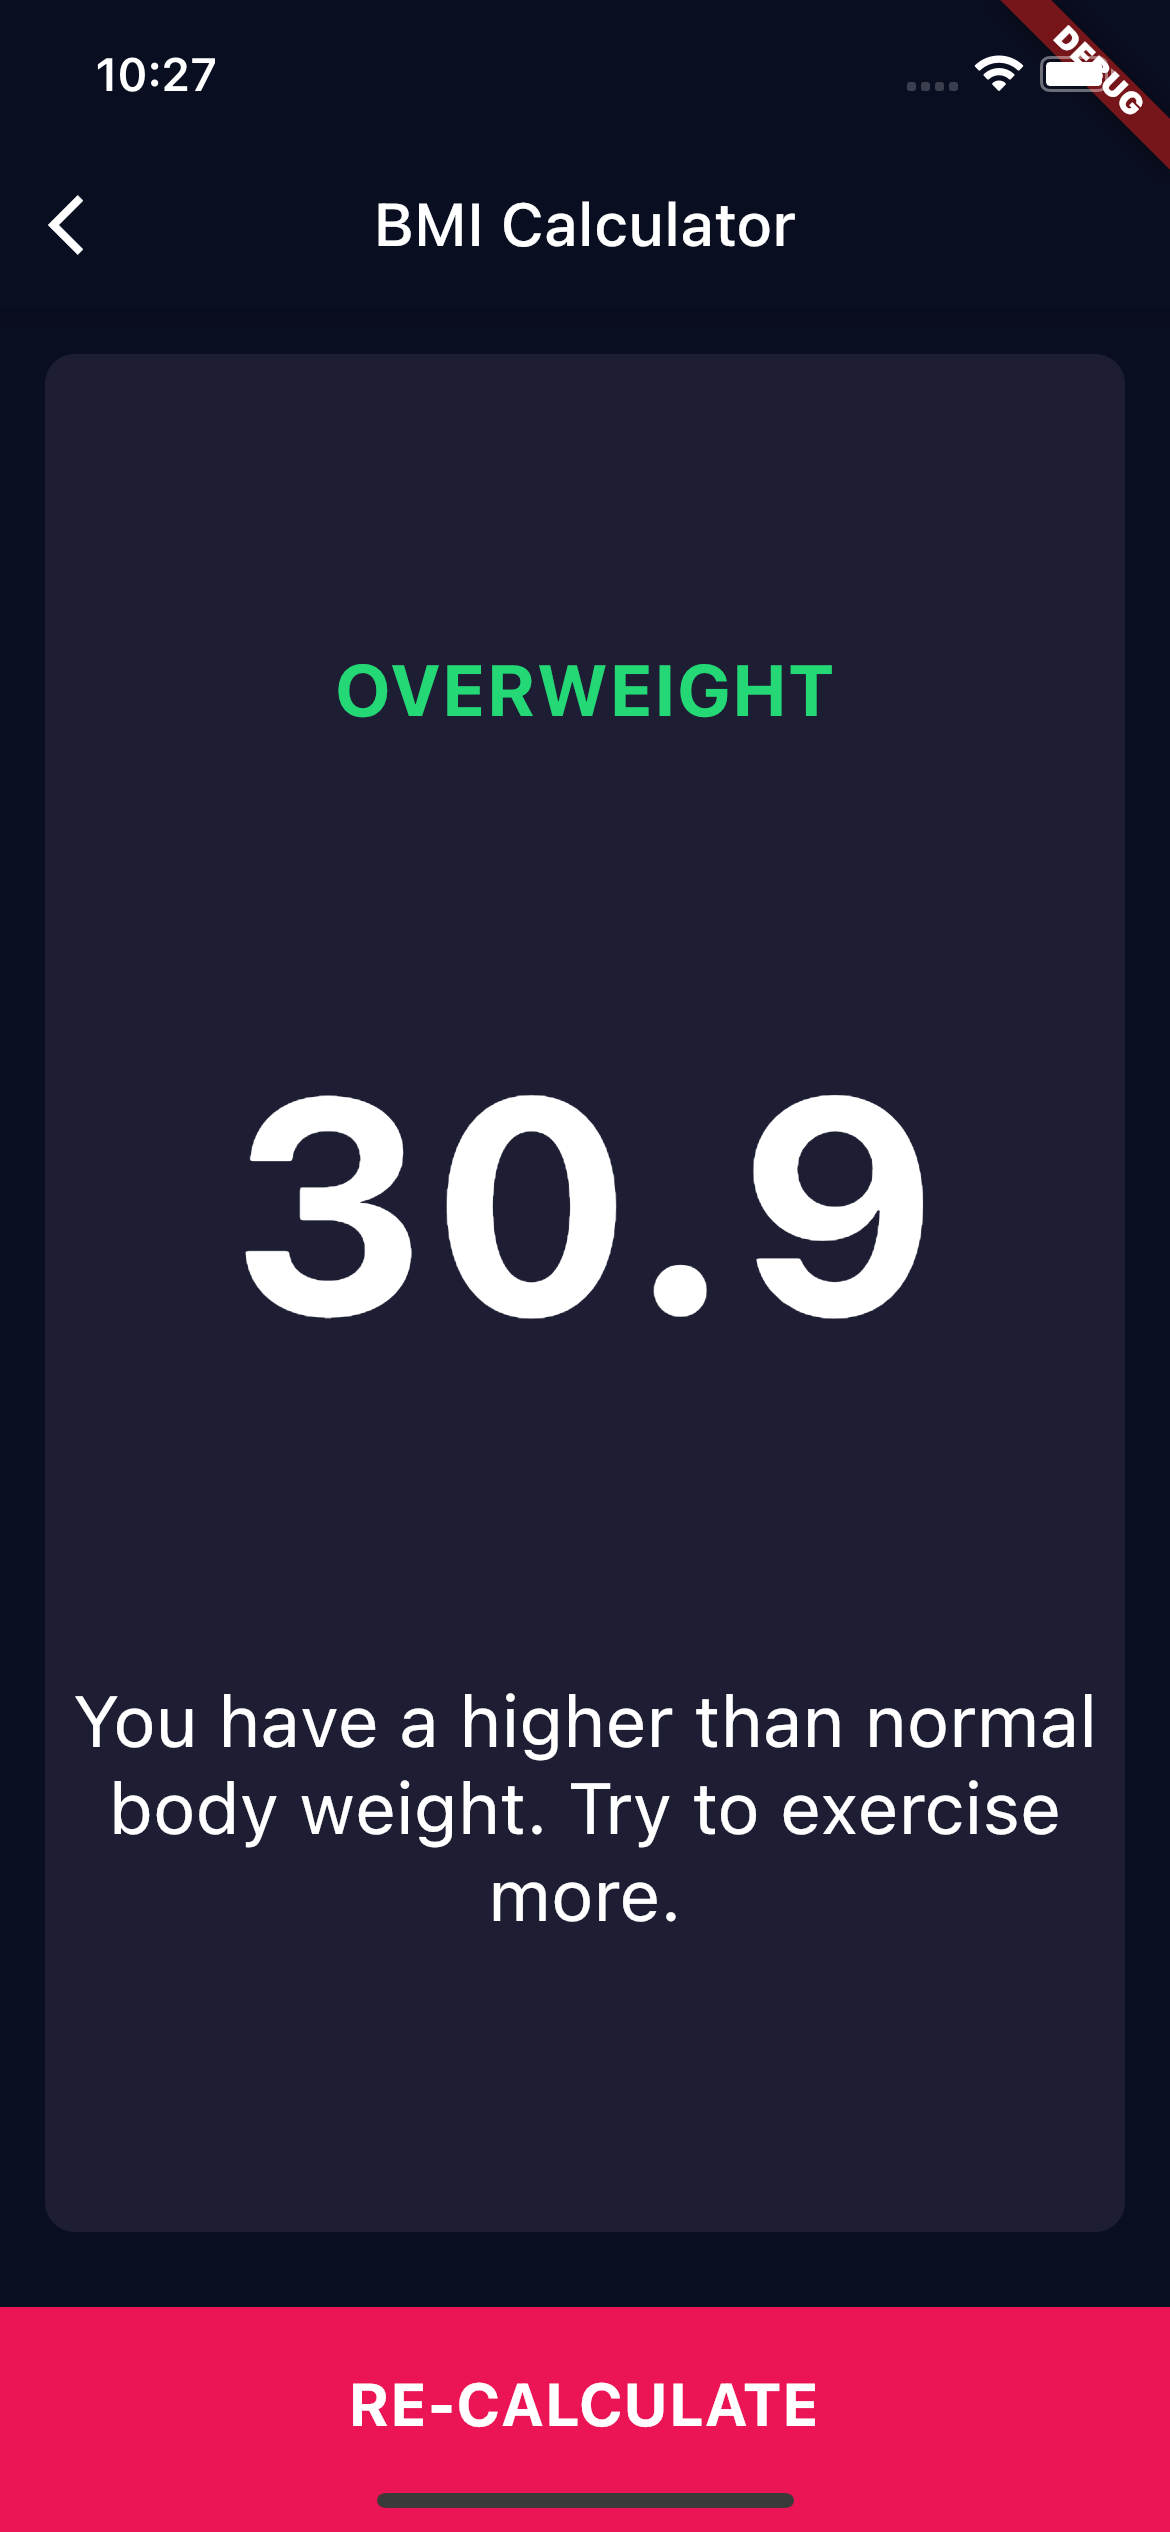 10:27
DEBUG
BMI Calculator
OVERWEIGHT
30.9
You have a higher than normal
body weight. Try to exercise
more.
RE-CALCULATE